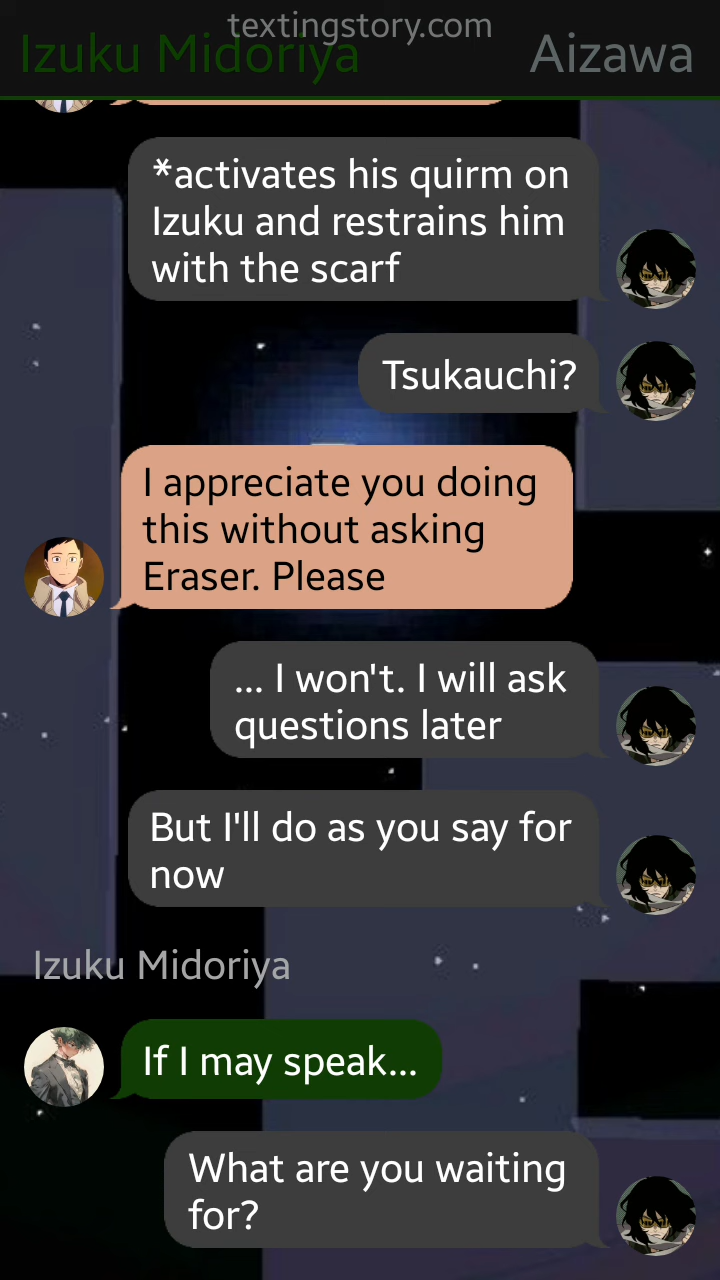 textingstory.com
Izuku Midoriya
Aizawa
*activates his quirm on
Izuku and restrains him
with the scarf
Tsukauchi?
I appreciate you doing
this without asking
Eraser. Please
... I won't. I will ask
questions later
But I'll do as you say for
now
Izuku Midoriya
If I may speak...
What are you waiting
for?